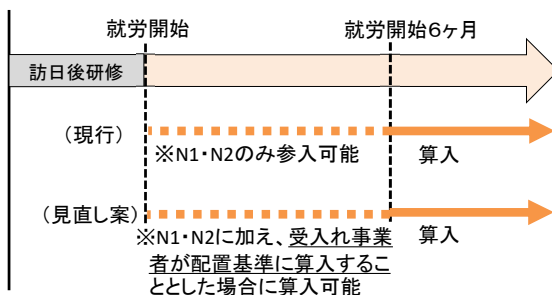 就労開始
就労開始６ヶ月
訪日後研修
（現行）
※N1・N2のみ参入可能
算入
（見直し案）
※N1・N2に加え、受入れ事業
者が配置基準に算入するこ
ととした場合に算入可能
算入